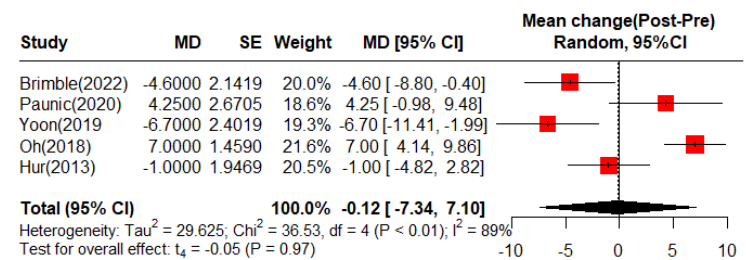 Mean change(Post-Pre)
Study MD SE Weight MD [95% CI] Random, 95%CI
Brimble(2022) -4.6000 2.1419 20.0% -4.60 [ -8.80, -0.40]
Paunic(2020) 4.2500 2.6705 18.6% 4.25 [ -0.98, 9.48]
Yoon(2019 -6.7000 2.4019 19.3% -6.70 [-11.41, -1.99]
Oh(2018) 7.0000 1.4590 21.6% 7.00 [ 4.14, 9.86]
Hur(2013) -1.0000 1.9469 20.5% -1.00 [ -4.82, 2.82]
Total (95% CI) 100.0% -0.12 [ -7.34, 7.10]
Heterogeneity: Tau² = 29.625; Chi² = 36.53, df = 4 (P < 0.01); I² = 89%
Test for overall effect: t₄ = -0.05 (P = 0.97)
-10 -5 0 5 10